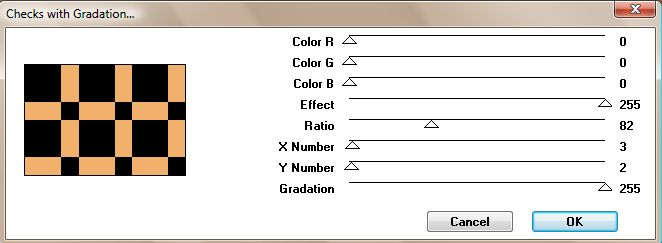 Checks with Gradation...
Color R 0
Color G 0
Color B 0
Effect 255
Ratio 82
X Number 3
Y Number 2
Gradation 255
Cancel OK